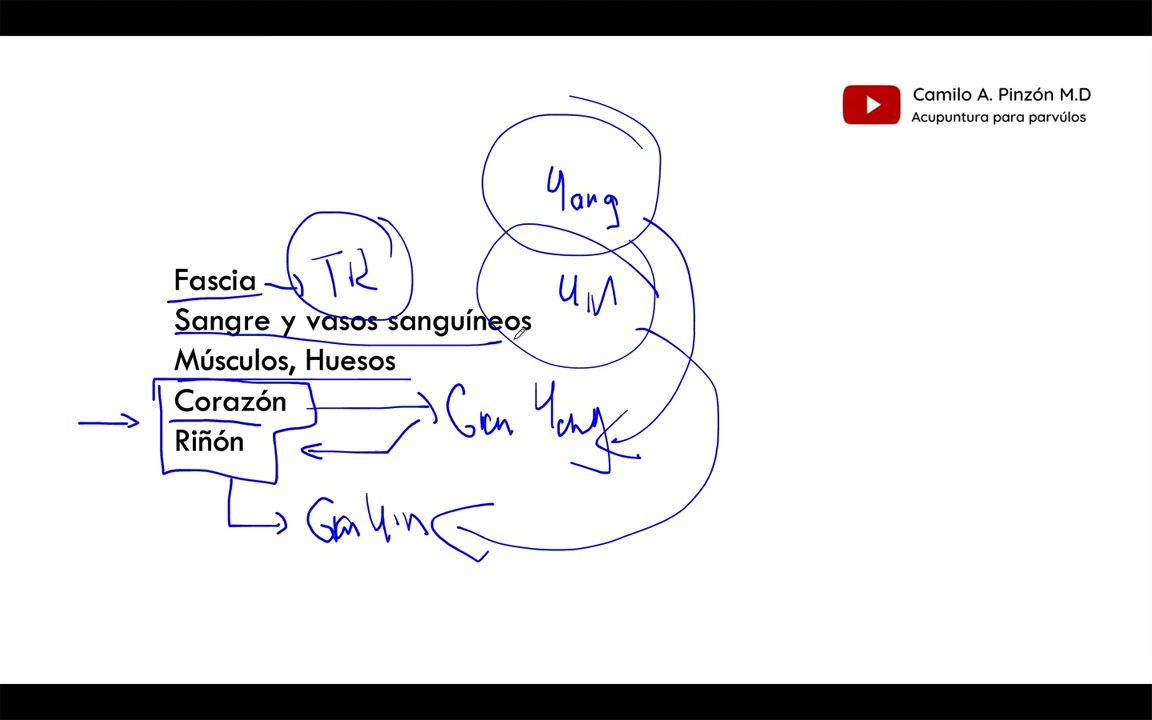 Camilo A. Pinzón M.D
Acupuntura para parvúlos
Yang
Yin
TR
Fascia
Sangre y vasos sanguíneos
Músculos, Huesos
Corazón
Riñón
Gran Yang
Gran Yin